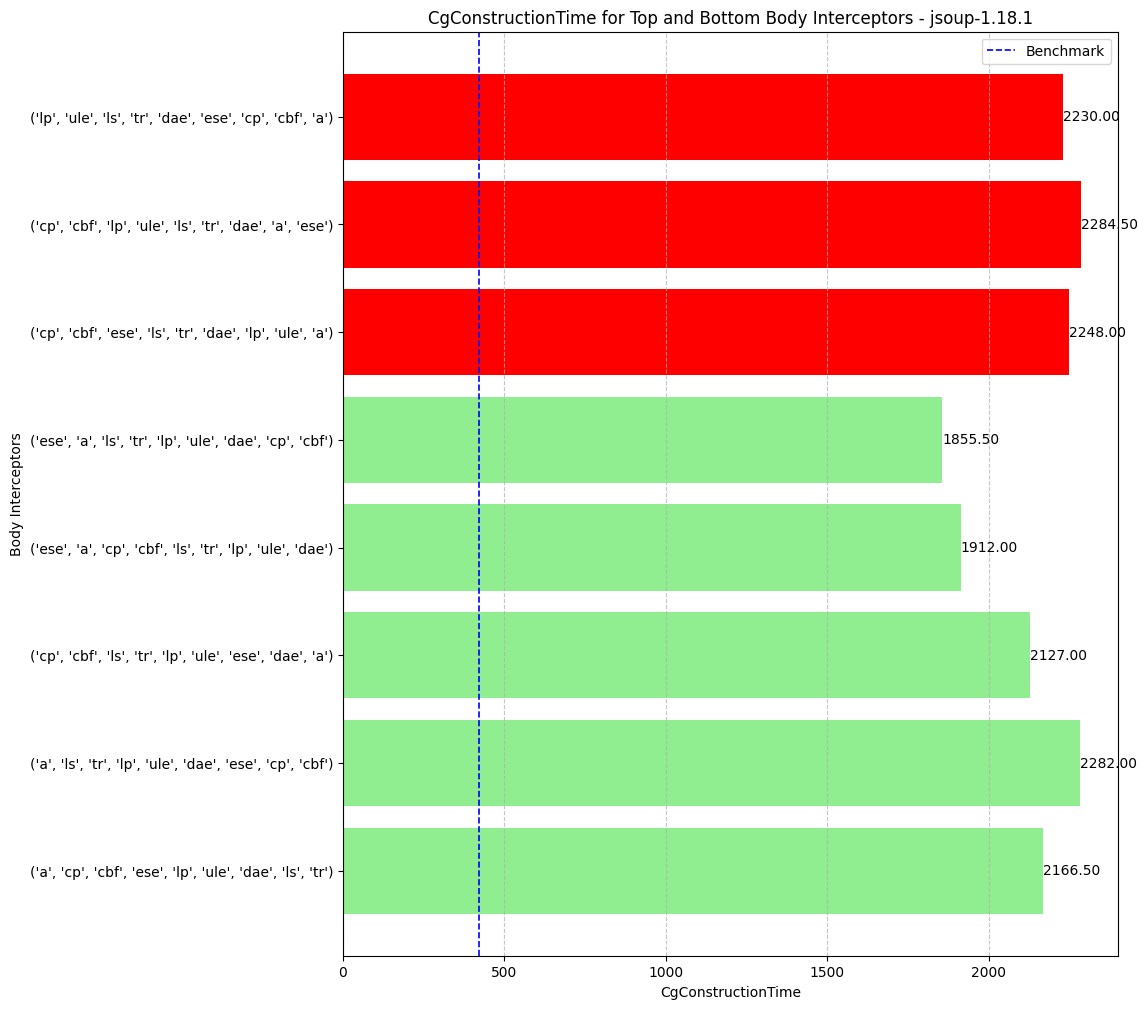 CgConstructionTime for Top and Bottom Body Interceptors - jsoup-1.18.1
Benchmark
('lp', 'ule', 'ls', 'tr', 'dae', 'ese', 'cp', 'cbf', 'a')
2230.00
('cp', 'cbf', 'lp', 'ule', 'ls', 'tr', 'dae', 'a', 'ese')
2284.50
('cp', 'cbf', 'ese', 'ls', 'tr', 'dae', 'lp', 'ule', 'a')
2248.00
('ese', 'a', 'ls', 'tr', 'lp', 'ule', 'dae', 'cp', 'cbf')
1855.50
('ese', 'a', 'cp', 'cbf', 'ls', 'tr', 'lp', 'ule', 'dae')
1912.00
('cp', 'cbf', 'ls', 'tr', 'lp', 'ule', 'ese', 'dae', 'a')
2127.00
('a', 'ls', 'tr', 'lp', 'ule', 'dae', 'ese', 'cp', 'cbf')
2282.00
('a', 'cp', 'cbf', 'ese', 'lp', 'ule', 'dae', 'ls', 'tr')
2166.50
Body Interceptors
0 500 1000 1500 2000
CgConstructionTime